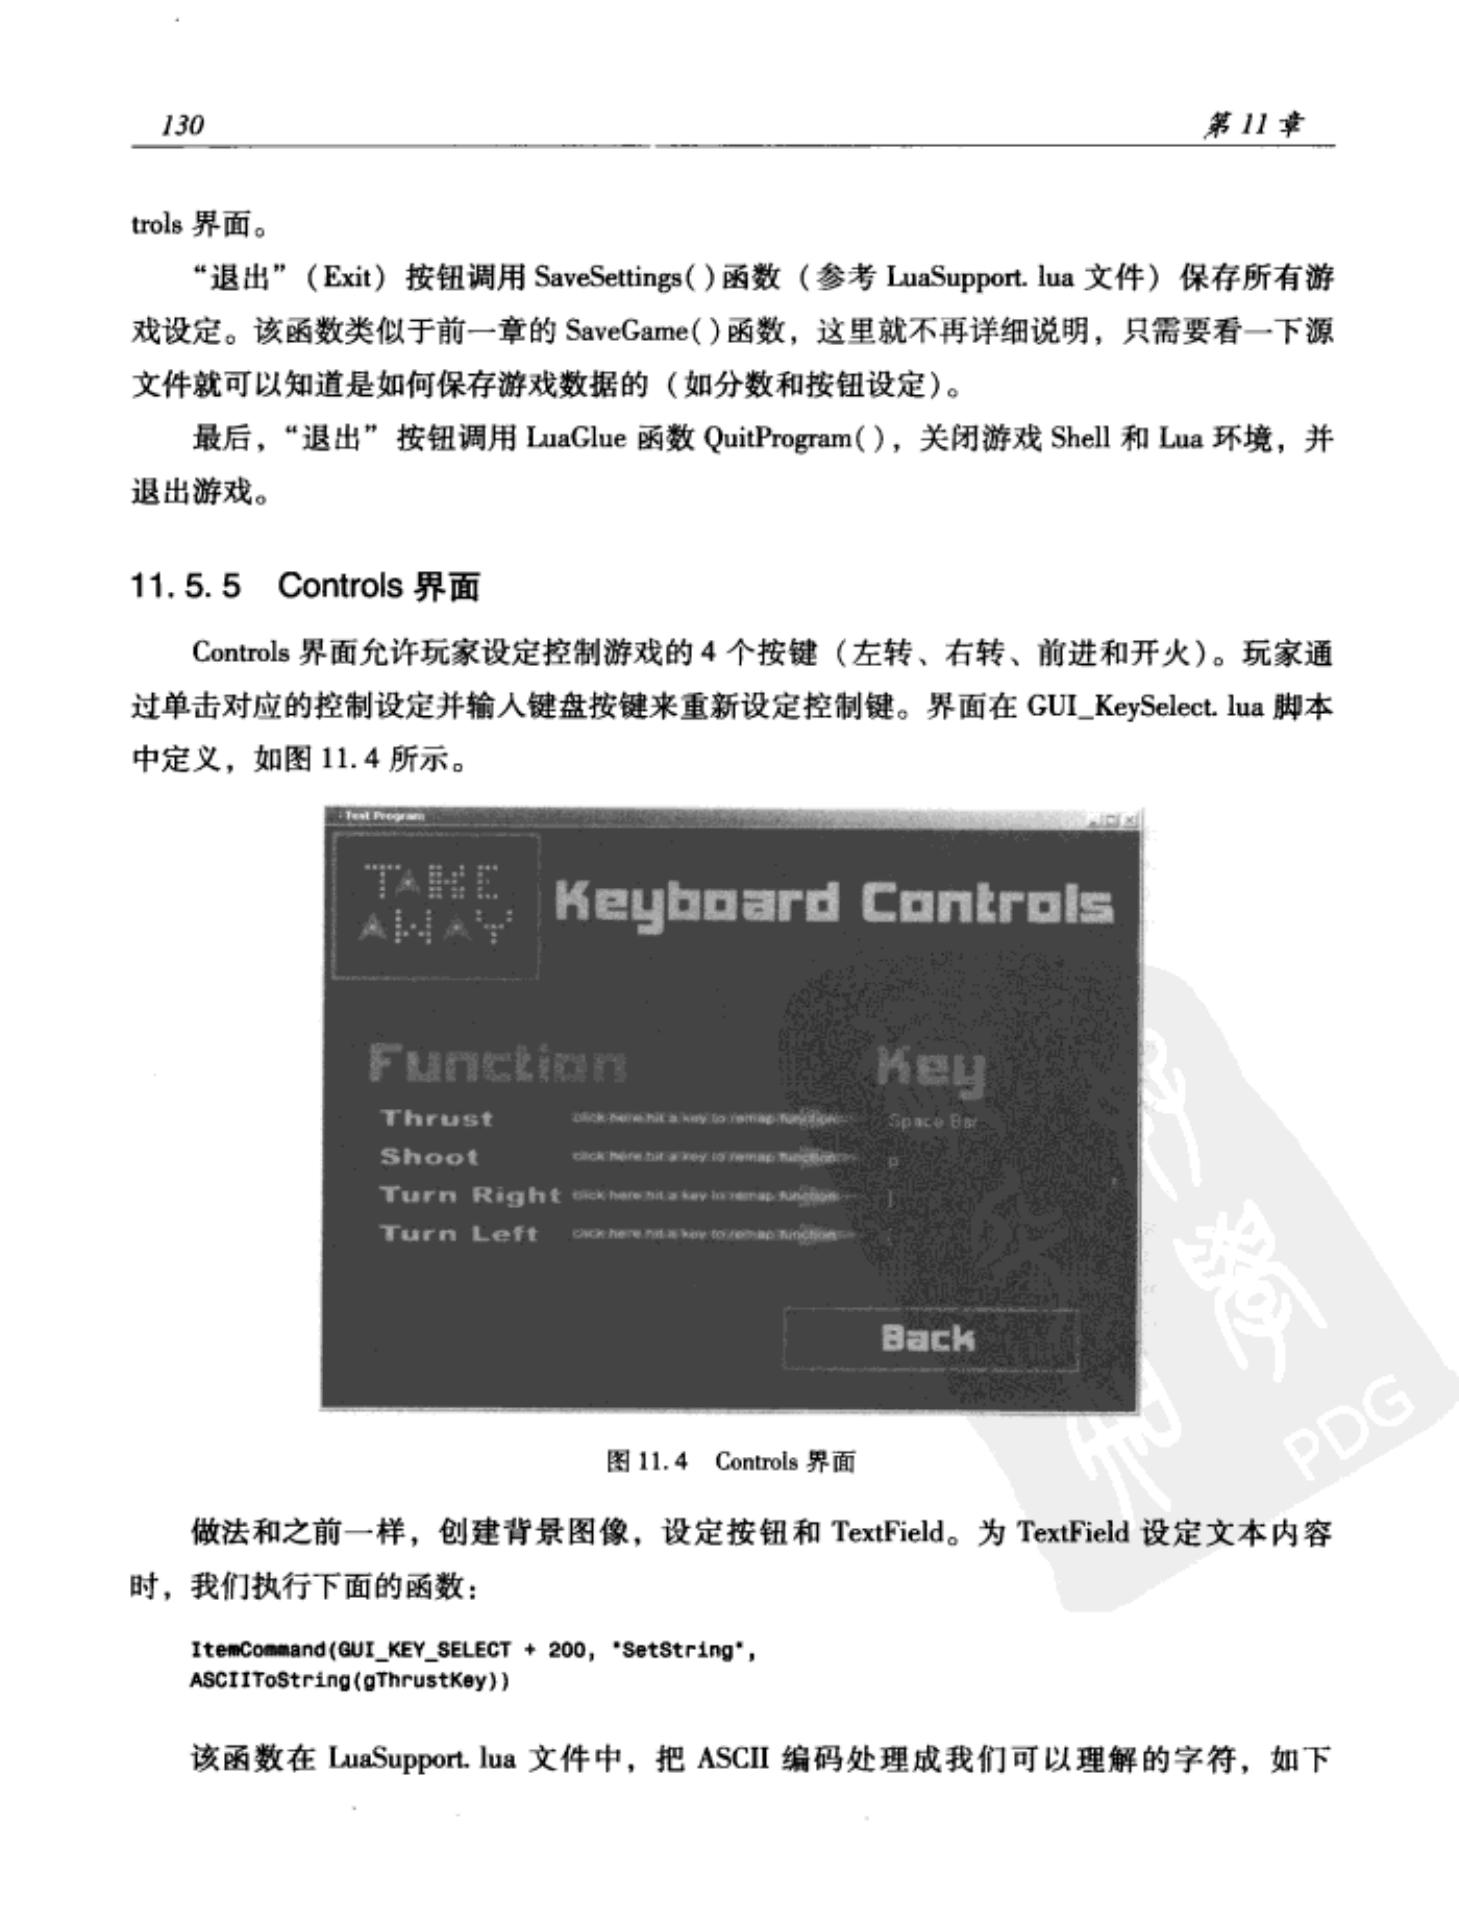 130 第 11 章
trols 界面。
“退出”（Exit）按钮调用 SaveSettings( )函数（参考 LuaSupport. lua 文件）保存所有游
戏设定。该函数类似于前一章的 SaveGame( )函数，这里就不再详细说明，只需要看一下源
文件就可以知道是如何保存游戏数据的（如分数和按钮设定）。
最后，“退出”按钮调用 LuaGlue 函数 QuitProgram( )，关闭游戏 Shell 和 Lua 环境，并
退出游戏。
11. 5. 5 Controls 界面
Controls 界面允许玩家设定控制游戏的 4 个按键（左转、右转、前进和开火）。玩家通
过单击对应的控制设定并输入键盘按键来重新设定控制键。界面在 GUI_KeySelect. lua 脚本
中定义，如图 11. 4 所示。
Test Program
TAKE
AWAY
Keyboard Controls
Function Key
Thrust click here hit a key to remap function Space Bar
Shoot click here hit a key to remap function p
Turn Right click here hit a key to remap function ]
Turn Left click here hit a key to remap function
Back
PDG
图 11. 4 Controls 界面
做法和之前一样，创建背景图像，设定按钮和 TextField。为 TextField 设定文本内容
时，我们执行下面的函数：
ItemCommand(GUI_KEY_SELECT + 200, "SetString",
ASCIIToString(gThrustKey))
该函数在 LuaSupport. lua 文件中，把 ASCII 编码处理成我们可以理解的字符，如下